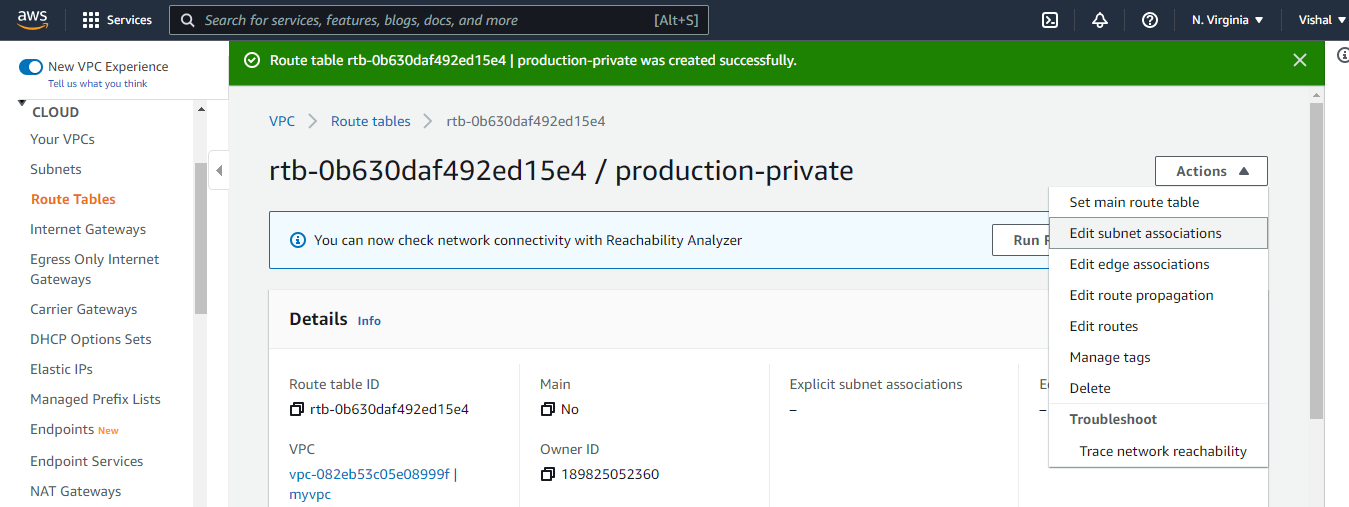 aws
Services
Search for services, features, blogs, docs, and more [Alt+S]
N. Virginia
Vishal
New VPC Experience
Tell us what you think
CLOUD
Your VPCs
Subnets
Route Tables
Internet Gateways
Egress Only Internet
Gateways
Carrier Gateways
DHCP Options Sets
Elastic IPs
Managed Prefix Lists
Endpoints New
Endpoint Services
NAT Gateways
Route table rtb-0b630daf492ed15e4 | production-private was created successfully.
VPC
Route tables
rtb-0b630daf492ed15e4
rtb-0b630daf492ed15e4 / production-private
Actions
Set main route table
Edit subnet associations
Edit edge associations
Edit route propagation
Edit routes
Manage tags
Delete
Troubleshoot
Trace network reachability
You can now check network connectivity with Reachability Analyzer
Run
Details Info
Route table ID
rtb-0b630daf492ed15e4
Main
No
Explicit subnet associations
–
–
VPC
vpc-082eb53c05e08999f |
myvpc
Owner ID
189825052360